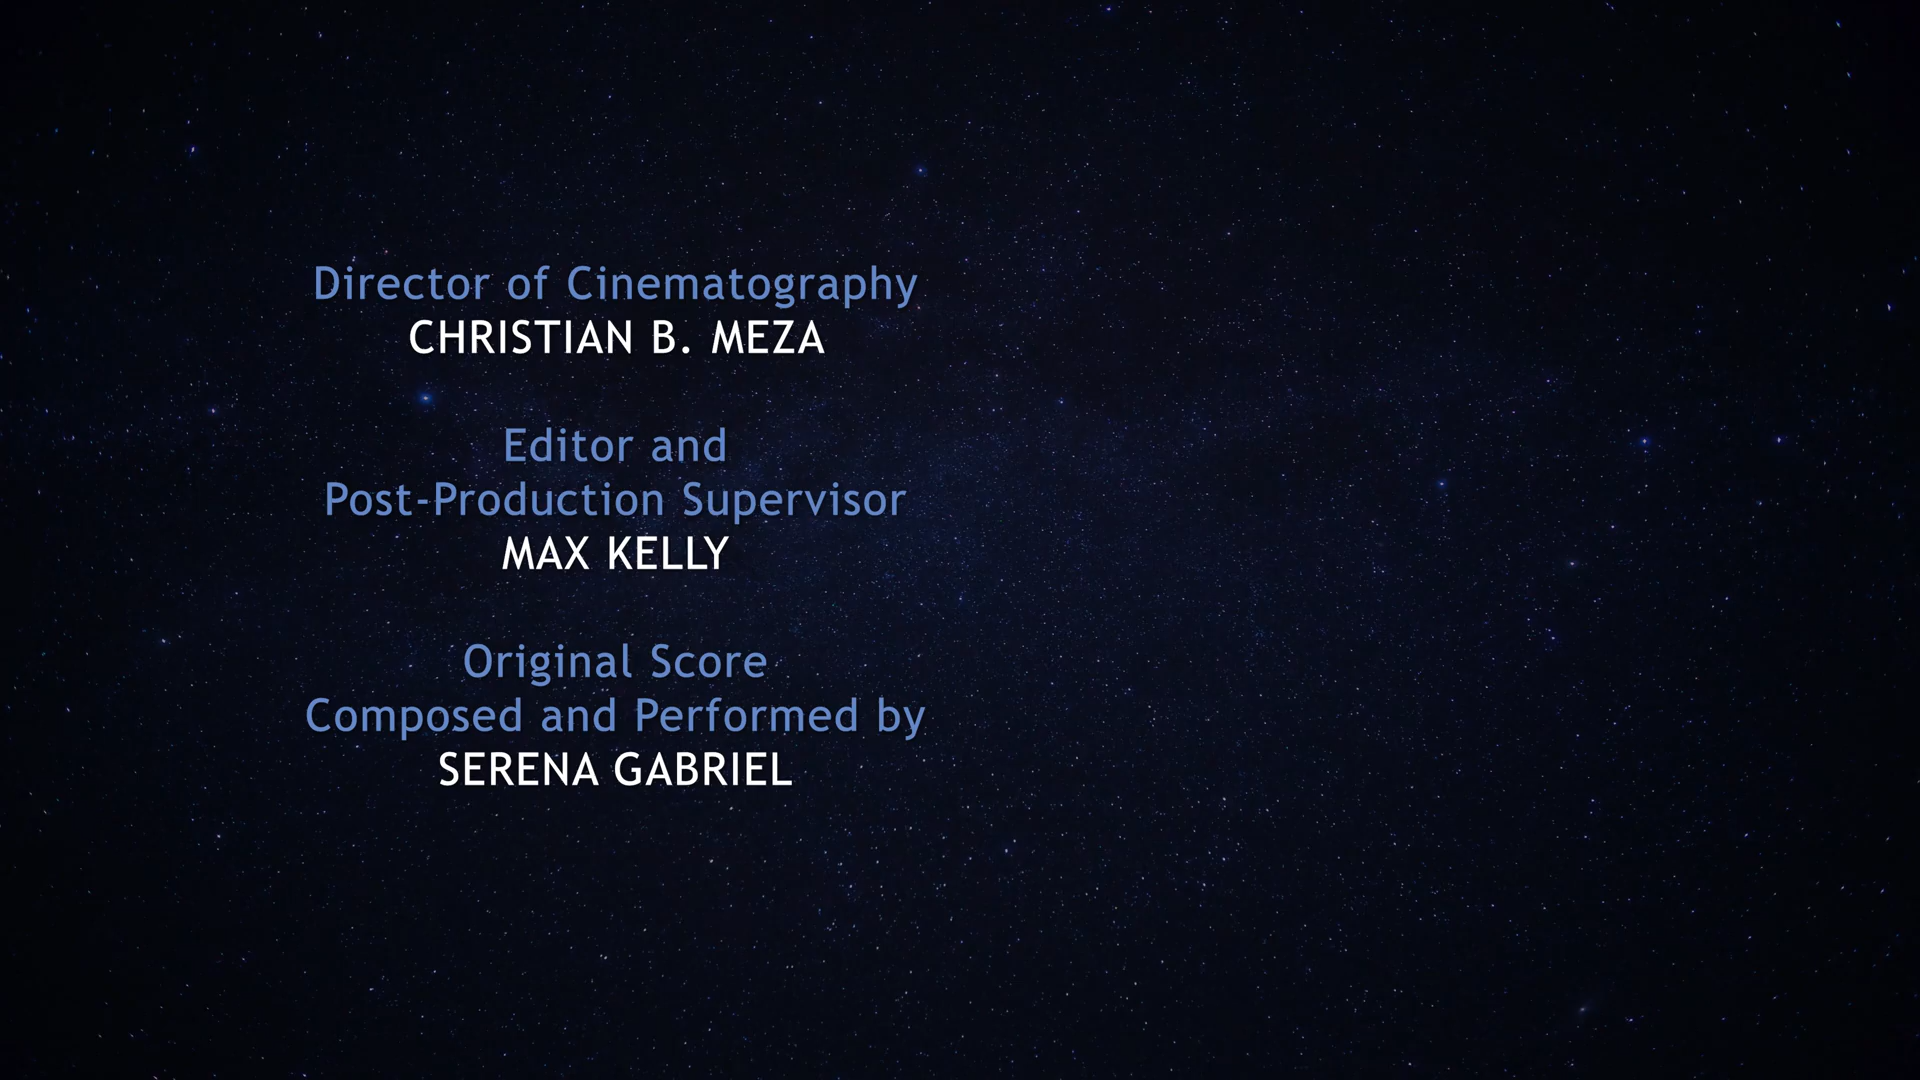 Director of Cinematography
CHRISTIAN B. MEZA
Editor and
Post-Production Supervisor
MAX KELLY
Original Score
Composed and Performed by
SERENA GABRIEL